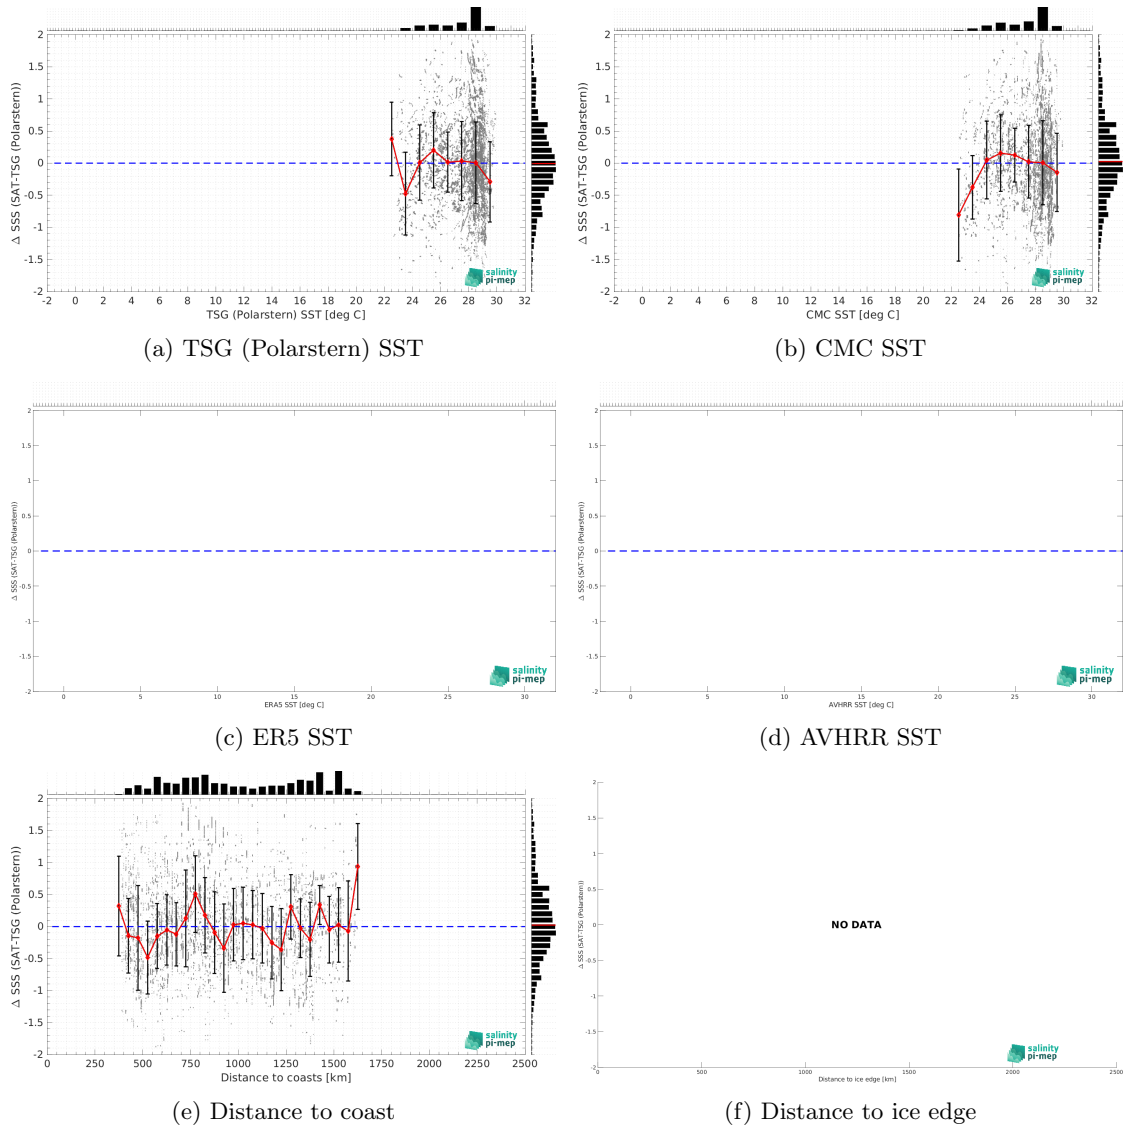 2
1.5
1
0.5
0
-0.5
-1
-1.5
-2
Δ SSS (SAT-TSG (Polarstern))
-2 0 2 4 6 8 10 12 14 16 18 20 22 24 26 28 30 32
TSG (Polarstern) SST [deg C]
salinity
pi-mep
(a) TSG (Polarstern) SST
2
1.5
1
0.5
0
-0.5
-1
-1.5
-2
Δ SSS (SAT-TSG (Polarstern))
-2 0 2 4 6 8 10 12 14 16 18 20 22 24 26 28 30 32
CMC SST [deg C]
salinity
pi-mep
(b) CMC SST
2
1.5
1
0.5
0
-0.5
-1
-1.5
-2
Δ SSS (SAT-TSG (Polarstern))
0 5 10 15 20 25 30
ERA5 SST [deg C]
salinity
pi-mep
(c) ER5 SST
2
1.5
1
0.5
0
-0.5
-1
-1.5
-2
Δ SSS (SAT-TSG (Polarstern))
0 5 10 15 20 25 30
AVHRR SST [deg C]
salinity
pi-mep
(d) AVHRR SST
2
1.5
1
0.5
0
-0.5
-1
-1.5
-2
Δ SSS (SAT-TSG (Polarstern))
0 250 500 750 1000 1250 1500 1750 2000 2250 2500
Distance to coasts [km]
salinity
pi-mep
(e) Distance to coast
2
1.5
1
0.5
0
-0.5
-1
-1.5
-2
Δ SSS (SAT-TSG (Polarstern))
NO DATA
0 500 1000 1500 2000 2500
Distance to ice edge [km]
salinity
pi-mep
(f) Distance to ice edge